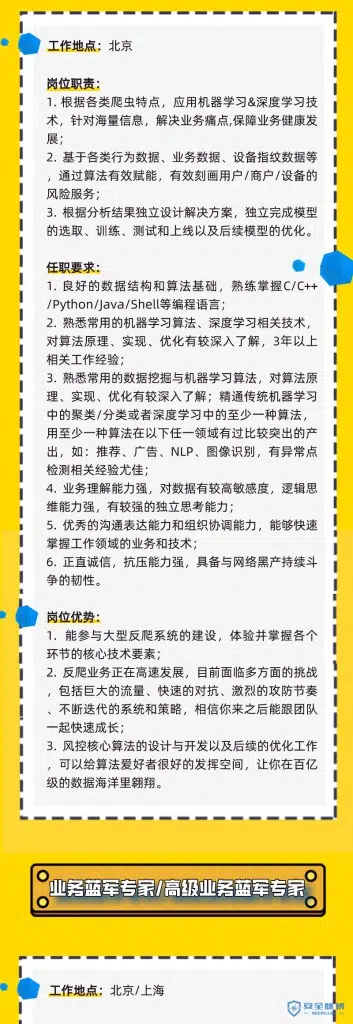 工作地点：北京
岗位职责：
1. 根据各类爬虫特点，应用机器学习&深度学习技
术，针对海量信息，解决业务痛点,保障业务健康发
展；
2. 基于各类行为数据、业务数据、设备指纹数据等
，通过算法有效赋能，有效刻画用户/商户/设备的
风险服务；
3. 根据分析结果独立设计解决方案，独立完成模型
的选取、训练、测试和上线以及后续模型的优化。
任职要求：
1. 良好的数据结构和算法基础，熟练掌握C/C++
/Python/Java/Shell等编程语言；
2. 熟悉常用的机器学习算法、深度学习相关技术，
对算法原理、实现、优化有较深入了解，3年以上
相关工作经验；
3. 熟悉常用的数据挖掘与机器学习算法，对算法原
理、实现、优化有较深入了解；精通传统机器学习
中的聚类/分类或者深度学习中的至少一种算法，
用至少一种算法在以下任一领域有过比较突出的产
出，如：推荐、广告、NLP、图像识别，有异常点
检测相关经验尤佳；
4. 业务理解能力强，对数据有较高敏感度，逻辑思
维能力强，有较强的独立思考能力；
5. 优秀的沟通表达能力和组织协调能力，能够快速
掌握工作领域的业务和技术；
6. 正直诚信，抗压能力强，具备与网络黑产持续斗
争的韧性。
岗位优势：
1. 能参与大型反爬系统的建设，体验并掌握各个
环节的核心技术要素；
2. 反爬业务正在高速发展，目前面临多方面的挑战
，包括巨大的流量、快速的对抗、激烈的攻防节奏
、不断迭代的系统和策略，相信你来之后能跟团队
一起快速成长；
3. 风控核心算法的设计与开发以及后续的优化工作
，可以给算法爱好者很好的发挥空间，让你在百亿
级的数据海洋里翱翔。
业务蓝军专家/高级业务蓝军专家
工作地点：北京/上海
安全脉搏